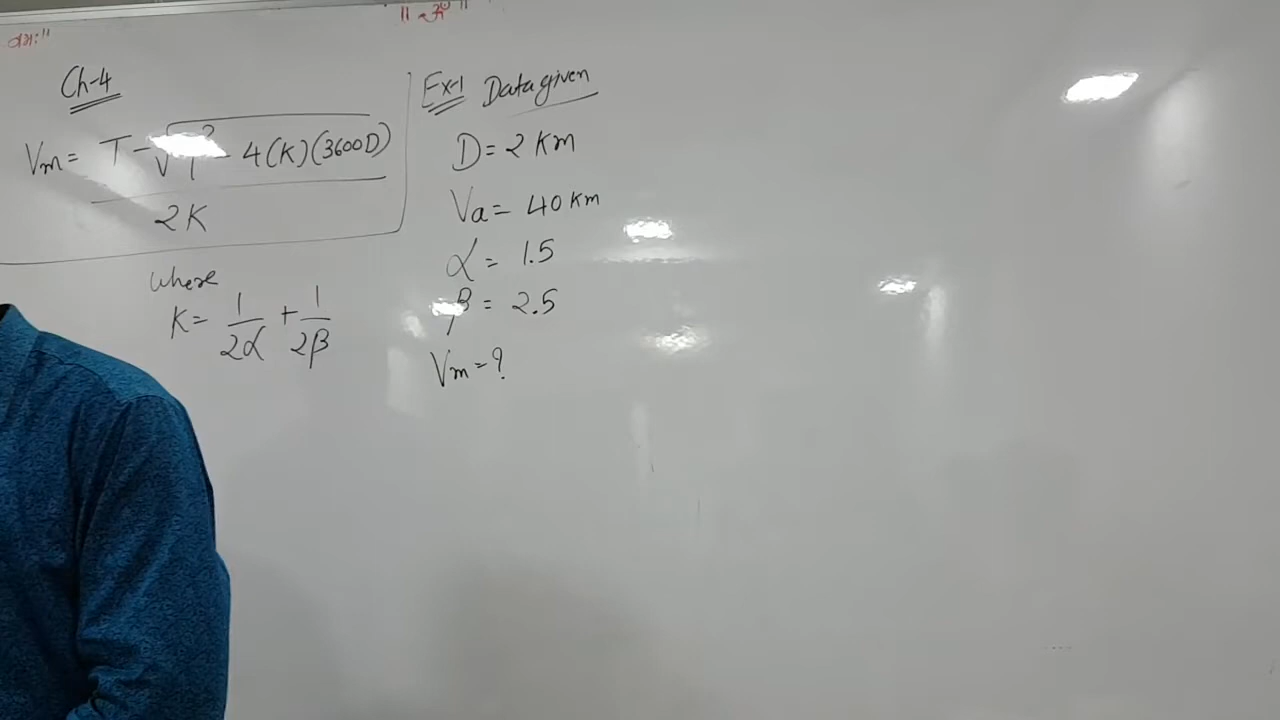 "ॐ"
नमः"
Ch-4
Vm = T - √T² - 4(K)(3600D)
2K
where
K = 1/2α + 1/2β
Ex-1 Data given
D = 2 Km
Va = 40 Km
α = 1.5
β = 2.5
Vm = ?